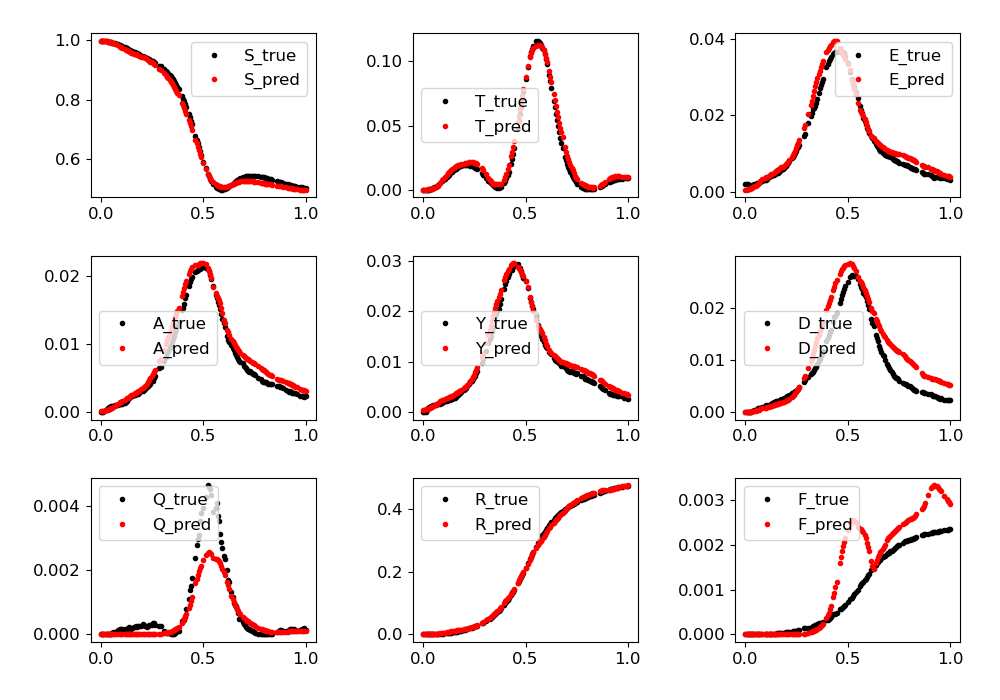 1.0
0.8
0.6
0.0 0.5 1.0
S_true
S_pred
0.10
0.05
0.00
0.0 0.5 1.0
T_true
T_pred
0.04
0.02
0.00
0.0 0.5 1.0
E_true
E_pred
0.02
0.01
0.00
0.0 0.5 1.0
A_true
A_pred
0.03
0.02
0.01
0.00
0.0 0.5 1.0
Y_true
Y_pred
0.02
0.01
0.00
0.0 0.5 1.0
D_true
D_pred
0.004
0.002
0.000
0.0 0.5 1.0
Q_true
Q_pred
0.4
0.2
0.0
0.0 0.5 1.0
R_true
R_pred
0.003
0.002
0.001
0.000
0.0 0.5 1.0
F_true
F_pred